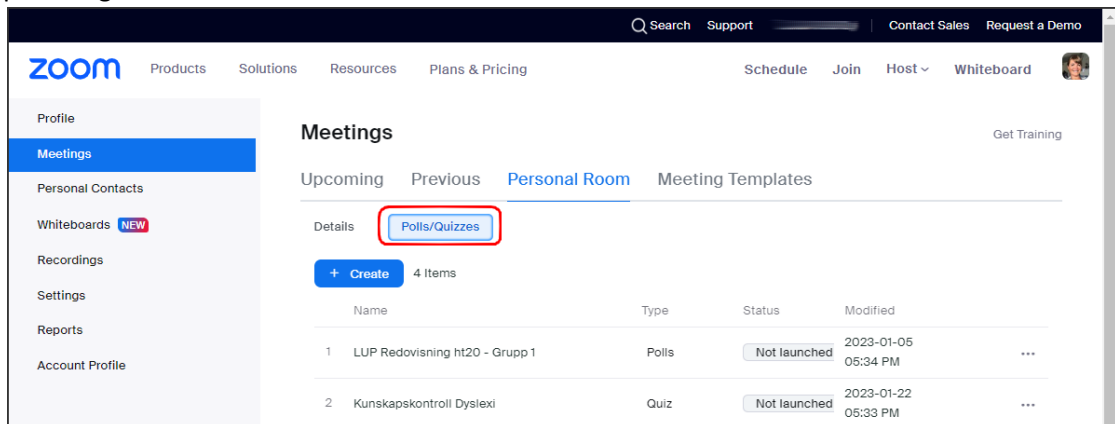 Search Support Contact Sales Request a Demo
zoom Products Solutions Resources Plans & Pricing Schedule Join Host Whiteboard
Profile
Meetings
Personal Contacts
Whiteboards NEW
Recordings
Settings
Reports
Account Profile
Meetings Get Training
Upcoming Previous Personal Room Meeting Templates
Details Polls/Quizzes
+ Create 4 Items
Name Type Status Modified
1 LUP Redovisning ht20 - Grupp 1 Polls Not launched 2023-01-05
05:34 PM ...
2 Kunskapskontroll Dyslexi Quiz Not launched 2023-01-22
05:33 PM ...